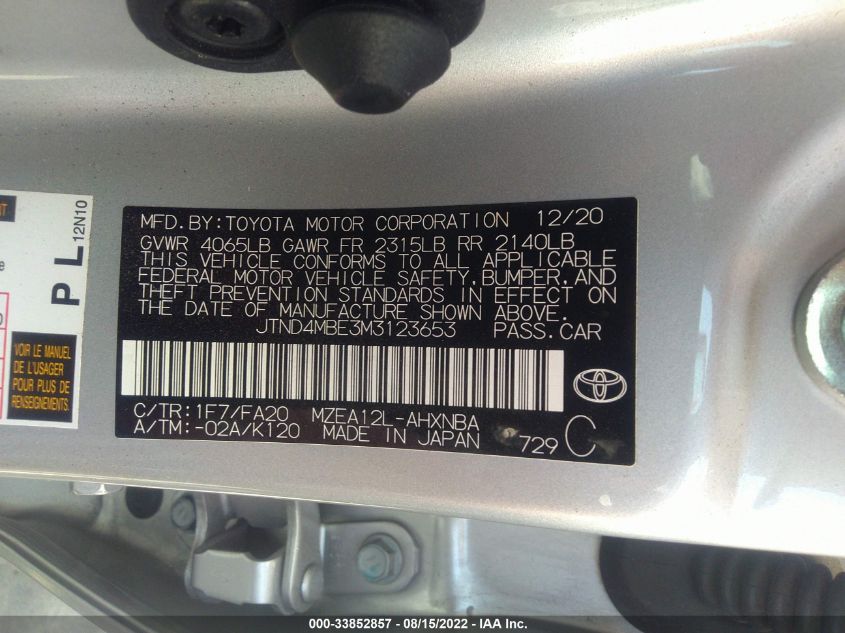 MFD. BY: TOYOTA MOTOR CORPORATION 12/20
GVWR 4065LB GAWR FR 2315LB RR 2140LB
THIS VEHICLE CONFORMS TO ALL APPLICABLE
FEDERAL MOTOR VEHICLE SAFETY, BUMPER, AND
THEFT PREVENTION STANDARDS IN EFFECT ON
THE DATE OF MANUFACTURE SHOWN ABOVE.
JTND4MBE3M3123653 PASS. CAR
C/TR: 1F7/FA20 MZEA12L-AHXNBA
A/TM: -02A/K120 MADE IN JAPAN 729 C
PL 12N10
VOIR LE MANUEL
DE L'USAGER
POUR PLUS DE
RENSEIGNEMENTS.
000-33852857 - 08/15/2022 - IAA Inc.